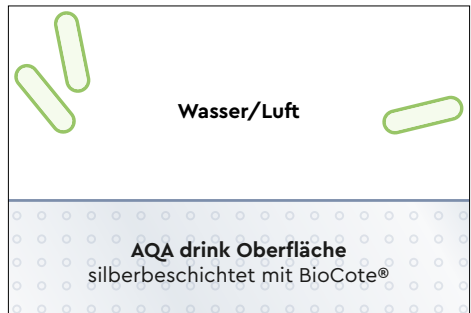 Wasser/Luft
AQA drink Oberfläche
silberbeschichtet mit BioCote®